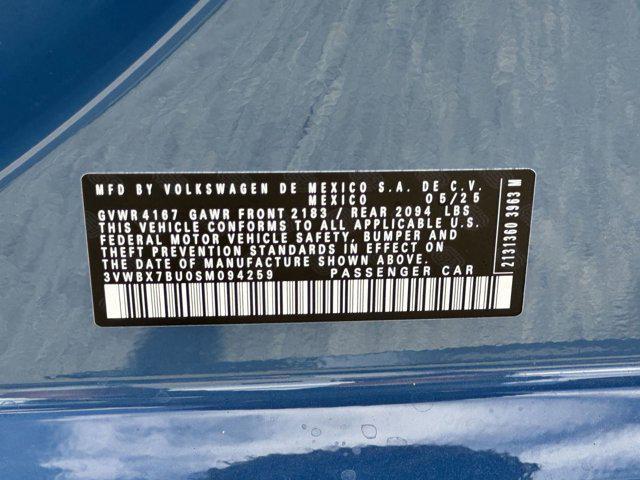 MFD BY VOLKSWAGEN DE MEXICO S.A. DE C.V.
MEXICO 05/25
GVWR 4167 GAWR FRONT 2183 / REAR 2094 LBS
THIS VEHICLE CONFORMS TO ALL APPLICABLE U.S.
FEDERAL MOTOR VEHICLE SAFETY, BUMPER AND
THEFT PREVENTION STANDARDS IN EFFECT ON
THE DATE OF MANUFACTURE SHOWN ABOVE.
3VWBX7BU0SM094259 PASSENGER CAR
2131360 3963 M